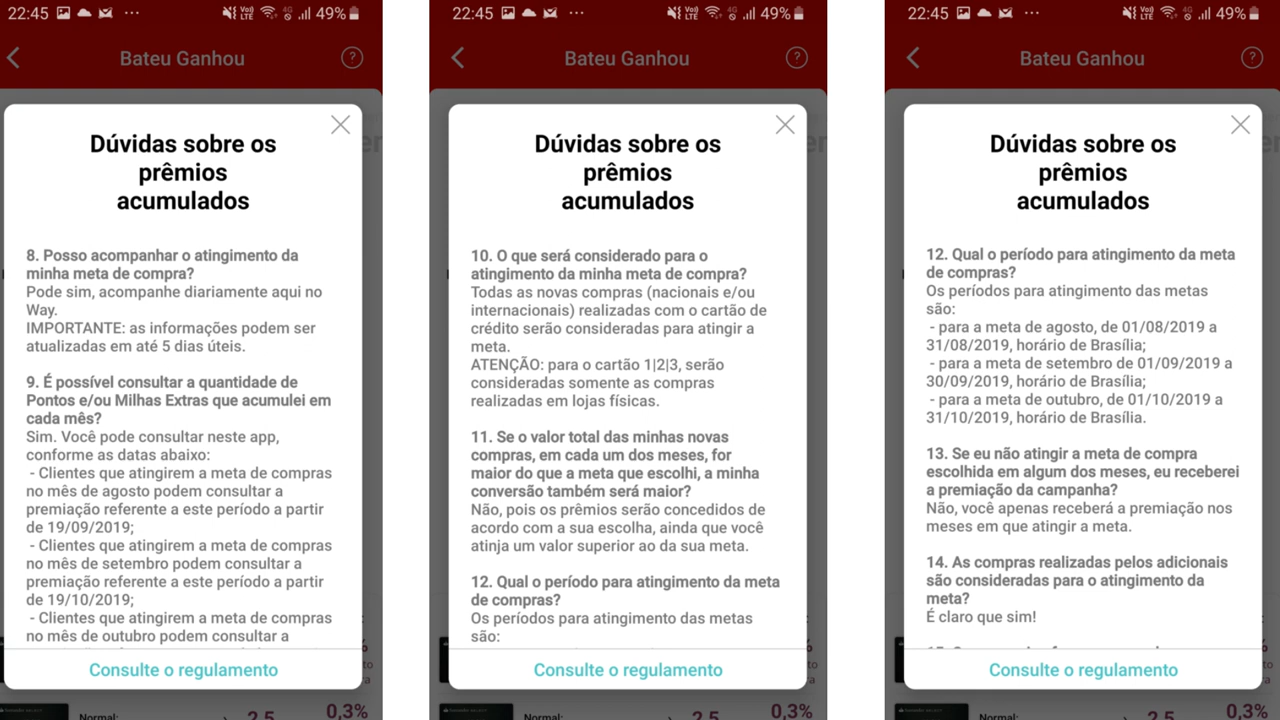 22:45 ... Vo) LTE 4G 49%
Bateu Ganhou ?
Dúvidas sobre os
prêmios
acumulados
8. Posso acompanhar o atingimento da
minha meta de compra?
Pode sim, acompanhe diariamente aqui no
Way.
IMPORTANTE: as informações podem ser
atualizadas em até 5 dias úteis.
9. É possível consultar a quantidade de
Pontos e/ou Milhas Extras que acumulei em
cada mês?
Sim. Você pode consultar neste app,
conforme as datas abaixo:
- Clientes que atingirem a meta de compras
no mês de agosto podem consultar a
premiação referente a este período a partir
de 19/09/2019;
- Clientes que atingirem a meta de compras
no mês de setembro podem consultar a
premiação referente a este período a partir
de 19/10/2019;
- Clientes que atingirem a meta de compras
no mês de outubro podem consultar a
Consulte o regulamento
Normal: 2.5 0,3%
22:45 ... Vo) LTE 4G 49%
Bateu Ganhou ?
Dúvidas sobre os
prêmios
acumulados
10. O que será considerado para o
atingimento da minha meta de compra?
Todas as novas compras (nacionais e/ou
internacionais) realizadas com o cartão de
crédito serão consideradas para atingir a
meta.
ATENÇÃO: para o cartão 1|2|3, serão
consideradas somente as compras
realizadas em lojas físicas.
11. Se o valor total das minhas novas
compras, em cada um dos meses, for
maior do que a meta que escolhi, a minha
conversão também será maior?
Não, pois os prêmios serão concedidos de
acordo com a sua escolha, ainda que você
atinja um valor superior ao da sua meta.
12. Qual o período para atingimento da meta
de compras?
Os períodos para atingimento das metas
são:
Consulte o regulamento
Normal: 2.5 0,3%
22:45 ... Vo) LTE 4G 49%
Bateu Ganhou ?
Dúvidas sobre os
prêmios
acumulados
12. Qual o período para atingimento da meta
de compras?
Os períodos para atingimento das metas
são:
- para a meta de agosto, de 01/08/2019 a
31/08/2019, horário de Brasília;
- para a meta de setembro de 01/09/2019 a
30/09/2019, horário de Brasília;
- para a meta de outubro, de 01/10/2019 a
31/10/2019, horário de Brasília.
13. Se eu não atingir a meta de compra
escolhida em algum dos meses, eu receberei
a premiação da campanha?
Não, você apenas receberá a premiação nos
meses em que atingir a meta.
14. As compras realizadas pelos adicionais
são consideradas para o atingimento da
meta?
É claro que sim!
Consulte o regulamento
Normal: 2.5 0,3%